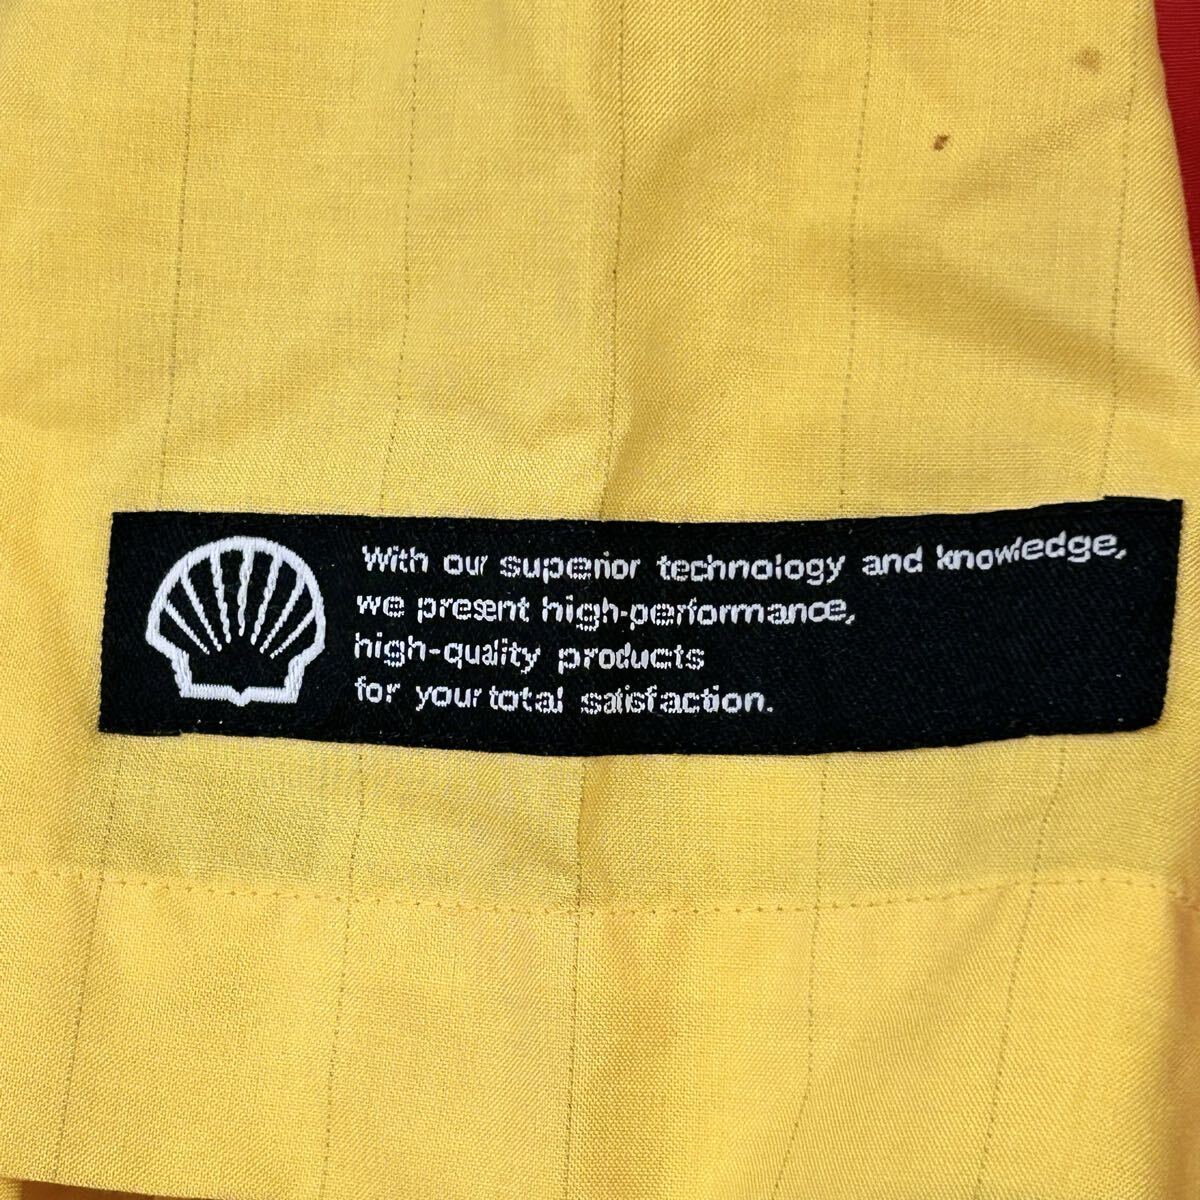 With our superior technology and knowledge,
we present high-performance,
high-quality products
for your total satisfaction.